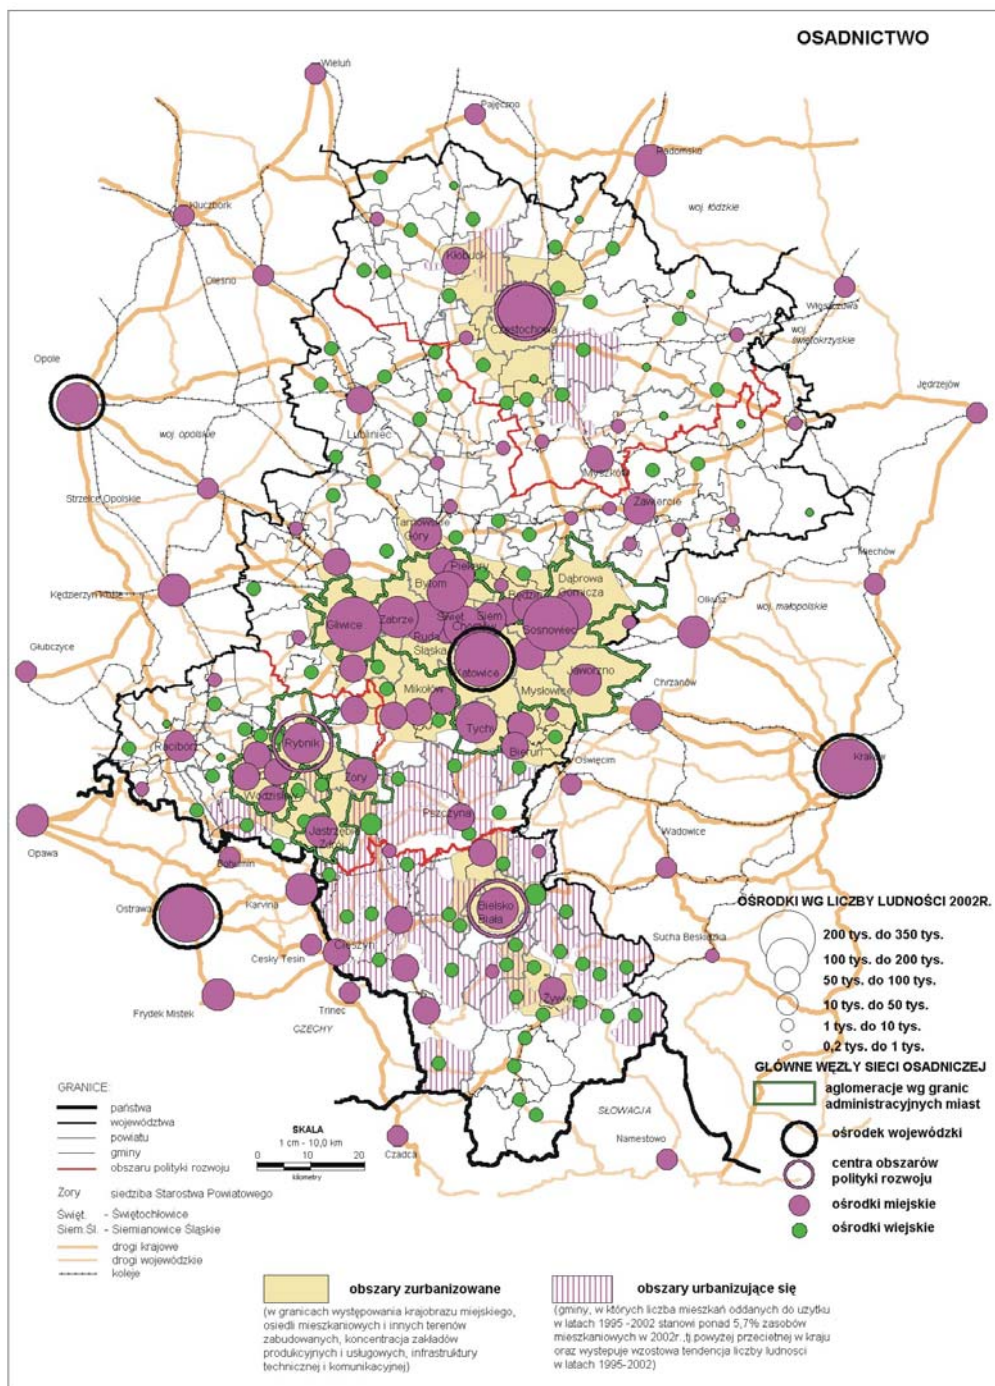 OSADNICTWO
Wieluń
Pajęczno
Radomsko
woj. łódzkie
Kluczbork
Kłobuck
Olesno
Włoszczowa
Częstochowa
woj.
świętokrzyskie
Opole
Jędrzejów
woj. opolskie
Lubliniec
Myszków
Strzelce Opolskie
Zawiercie
Tarnowskie
Góry
Miechów
Piekary
Dąbrowa
Górnicza
Bytom
Będzin
Kędzierzyn Koźle
Olkusz
woj. małopolskie
Gliwice
Zabrze
Święt.
Siem.
Chorzów
Sosnowiec
Ruda
Śląska
Głubczyce
Katowice
Jaworzno
Mysłowice
Chrzanów
Mikołów
Tychy
Racibórz
Rybnik
Bieruń
Kraków
Oświęcim
Żory
Wodzisław
Pszczyna
Jastrzębie
Zdrój
Wadowice
Opawa
Bohumin
Karvina
Ostrawa
Bielsko
Biała
Cieszyn
Sucha Beskidzka
Cesky Tesin
Żywiec
Frydek Mistek
Trinec
CZECHY
SŁOWACJA
Czadca
Namestowo
OŚRODKI WG LICZBY LUDNOŚCI 2002R.
200 tys. do 350 tys.
100 tys. do 200 tys.
50 tys. do 100 tys.
10 tys. do 50 tys.
1 tys. do 10 tys.
0,2 tys. do 1 tys.
GŁÓWNE WĘZŁY SIECI OSADNICZEJ
aglomeracje wg granic
administracyjnych miast
ośrodek wojewódzki
centra obszarów
polityki rozwoju
ośrodki miejskie
ośrodki wiejskie
GRANICE:
państwa
województwa
powiatu
gminy
obszaru polityki rozwoju
Żory siedziba Starostwa Powiatowego
Święt. - Świętochłowice
Siem.Śl. - Siemianowice Śląskie
drogi krajowe
drogi wojewódzkie
koleje
SKALA
1 cm - 10,0 km
0 10 20
kilometry
obszary zurbanizowane
(w granicach występowania krajobrazu miejskiego,
osiedli mieszkaniowych i innych terenów
zabudowanych, koncentracja zakładów
produkcyjnych i usługowych, infrastruktury
technicznej i komunikacyjnej)
obszary urbanizujące się
(gminy, w których liczba mieszkań oddanych do użytku
w latach 1995 -2002 stanowi ponad 5,7% zasobów
mieszkaniowych w 2002r.,tj.powyżej przecietnej w kraju
oraz wystepuje wzostowa tendencja liczby ludnosci
w latach 1995-2002)